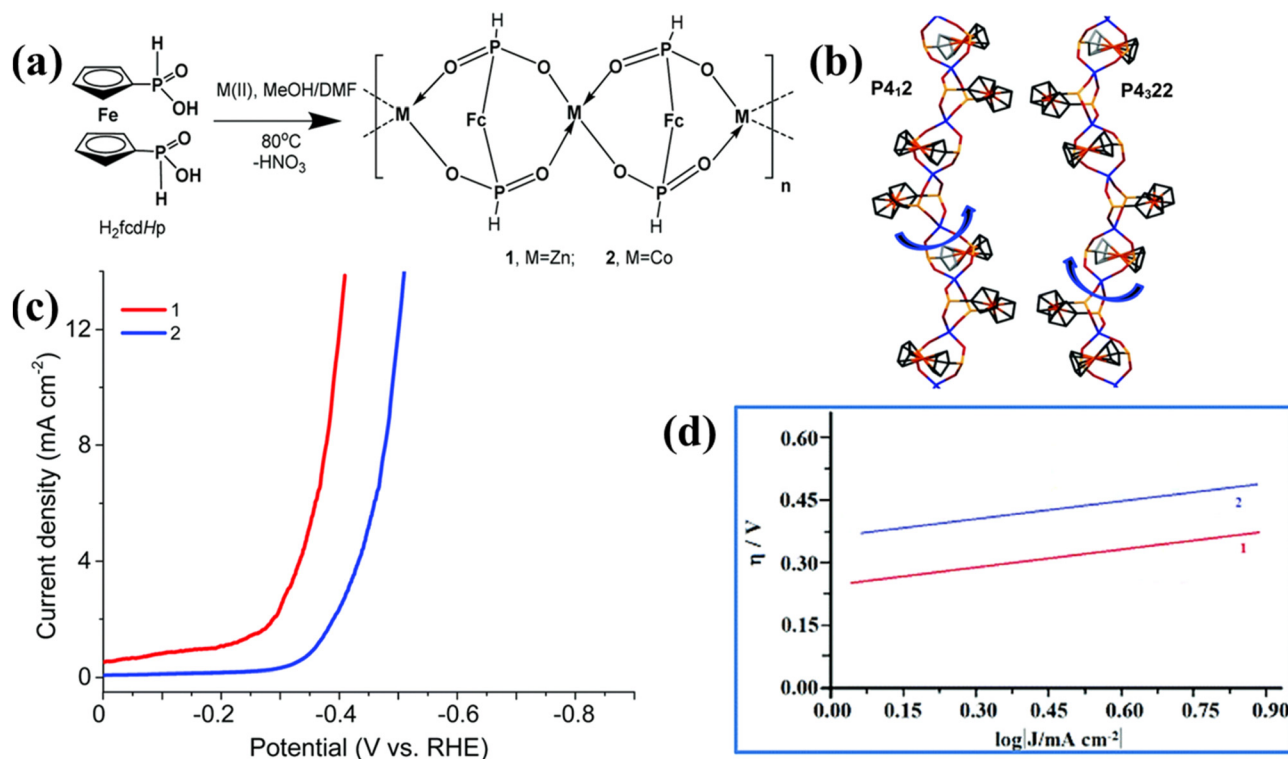 (a)
H
P
O
OH
Fe
O
P
OH
H
H₂fcdHp
M(II), MeOH/DMF
80°C
-HNO₃
H H
P P
O O O O
M Fc M Fc M
O O O O
P P
H H
n
1, M=Zn; 2, M=Co
(b)
P4₁2
P4₃22
(c)
1
2
Current density (mA cm⁻²)
12
8
4
0
0 -0.2 -0.4 -0.6 -0.8
Potential (V vs. RHE)
(d)
η / V
0.60
0.45
0.30
0.15
0.00
2
1
0.00 0.15 0.30 0.45 0.60 0.75 0.90
log|J/mA cm⁻²|